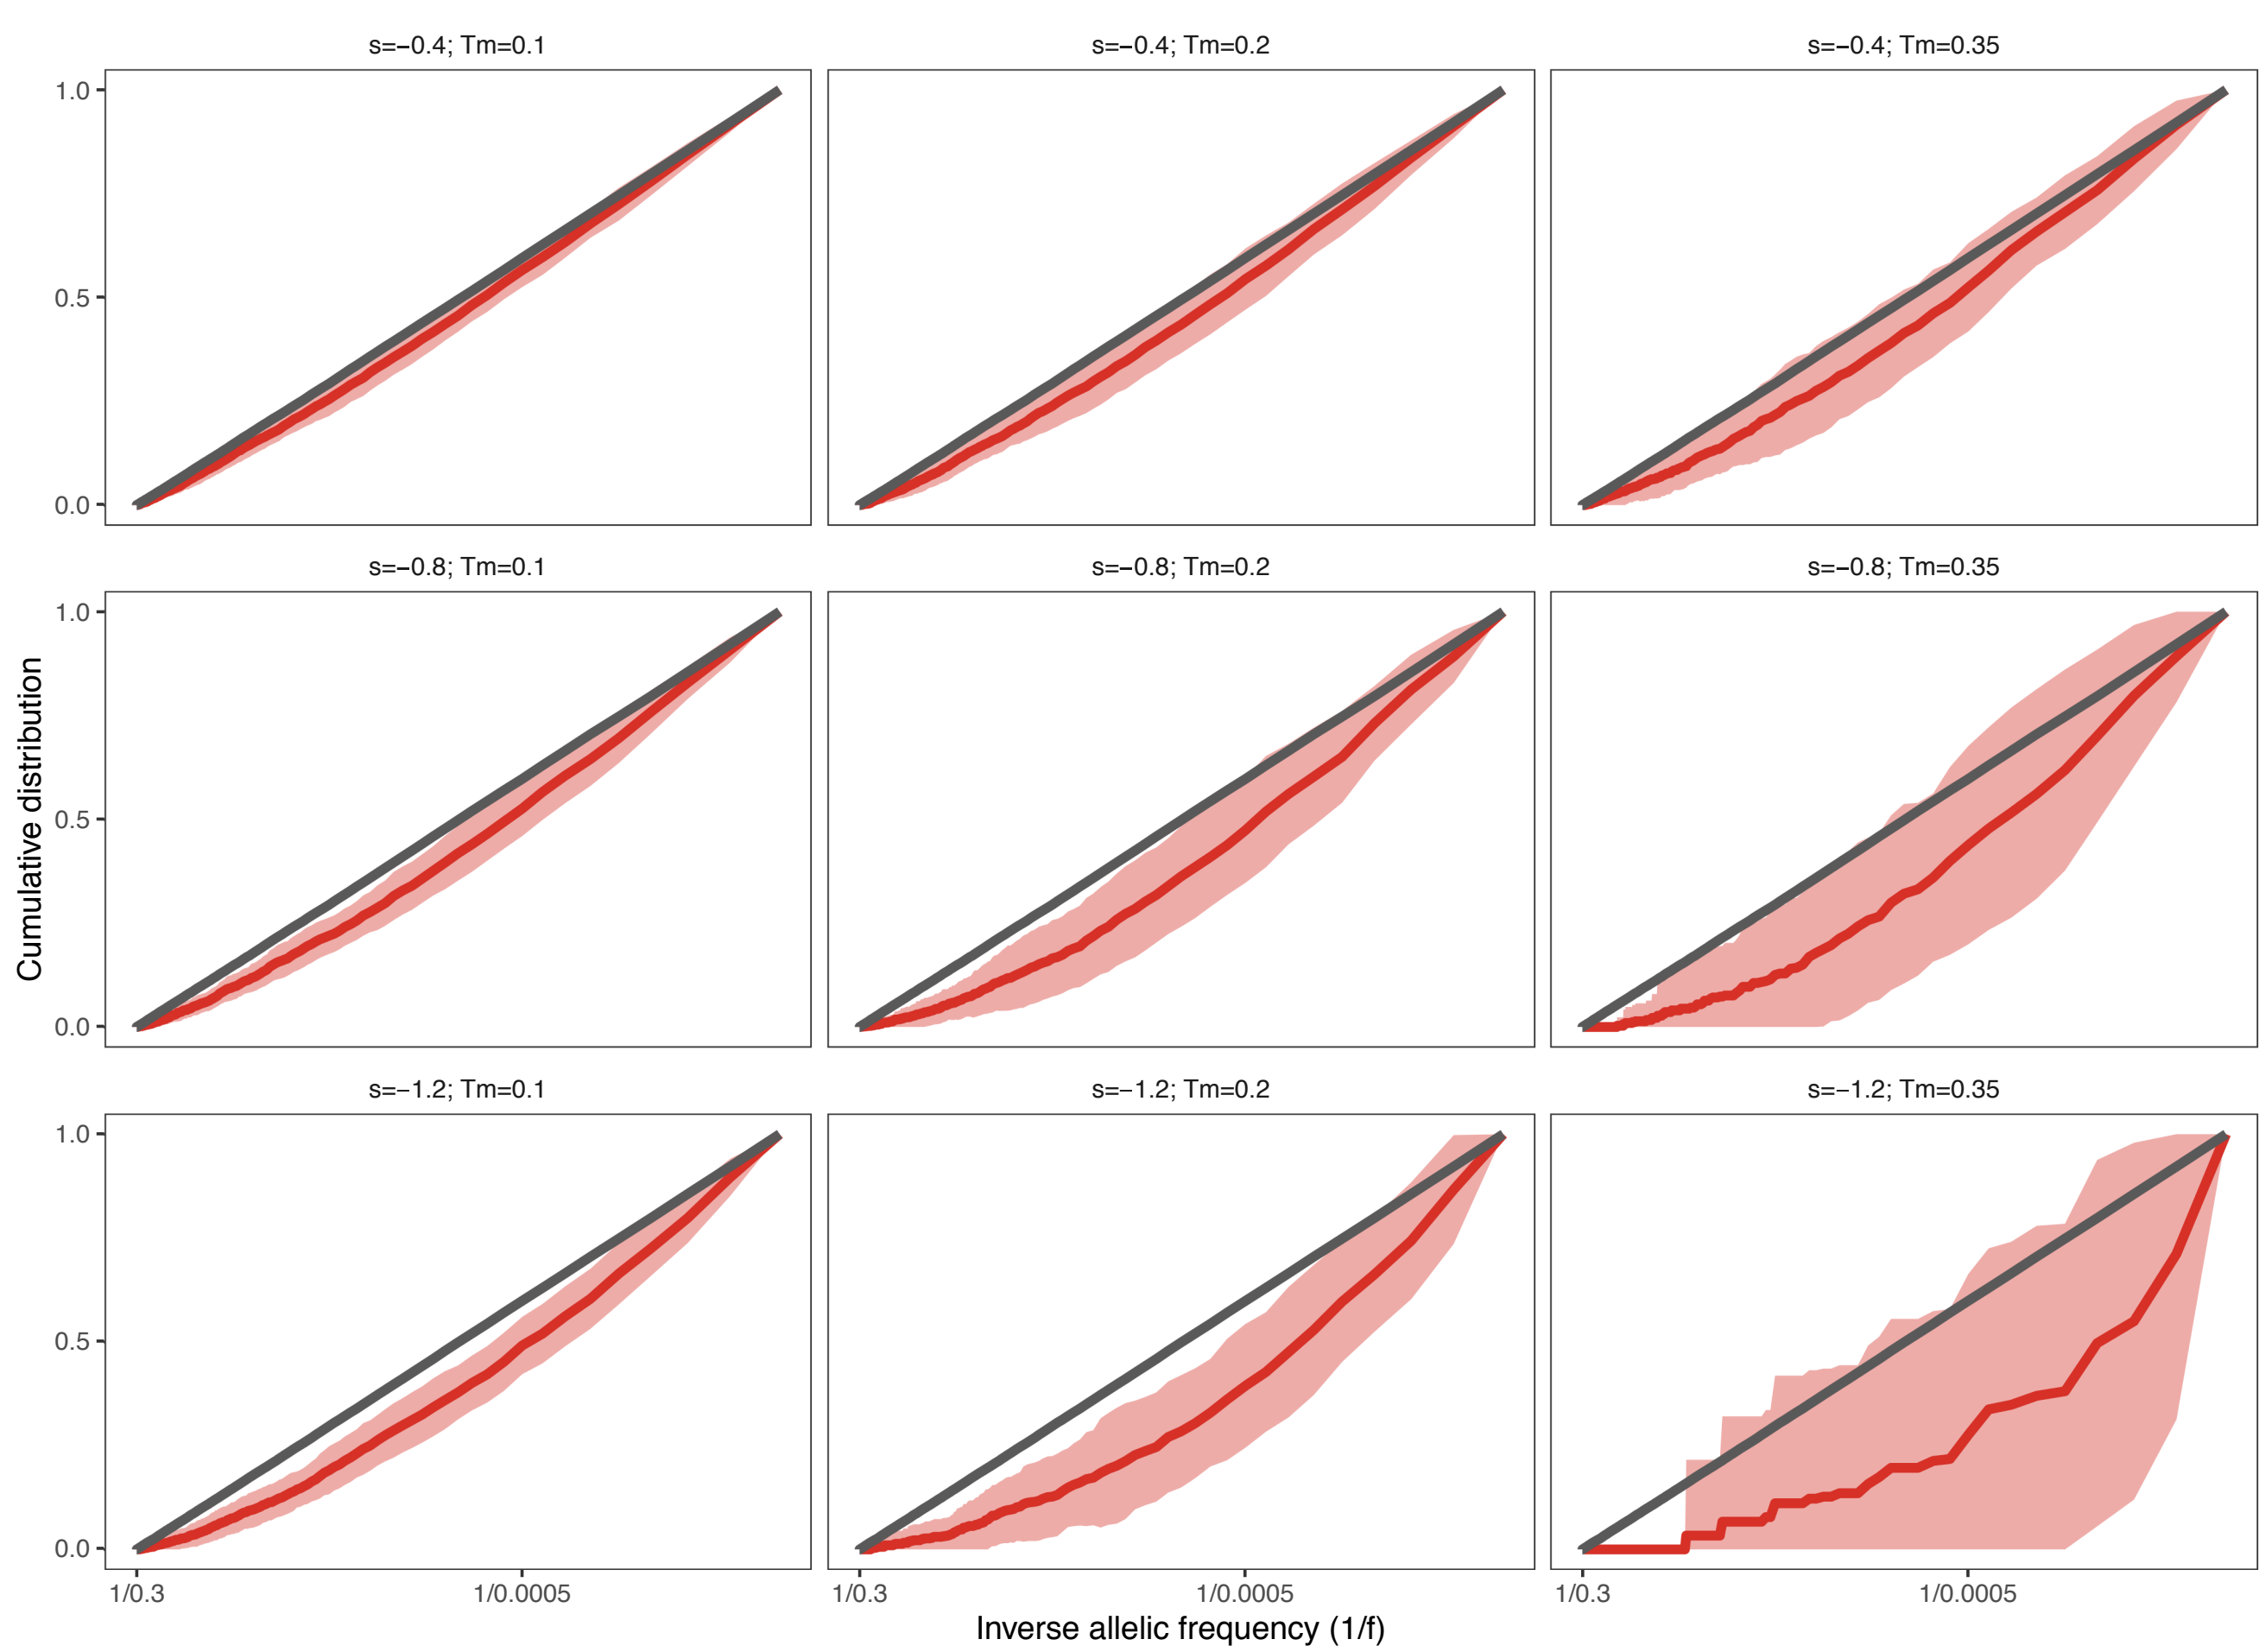 s=−0.4; Tm=0.1
s=−0.4; Tm=0.2
s=−0.4; Tm=0.35
1.0
0.5
0.0
s=−0.8; Tm=0.1
s=−0.8; Tm=0.2
s=−0.8; Tm=0.35
1.0
0.5
0.0
Cumulative distribution
s=−1.2; Tm=0.1
s=−1.2; Tm=0.2
s=−1.2; Tm=0.35
1.0
0.5
0.0
1/0.3
1/0.0005
1/0.3
1/0.0005
1/0.3
1/0.0005
Inverse allelic frequency (1/f)